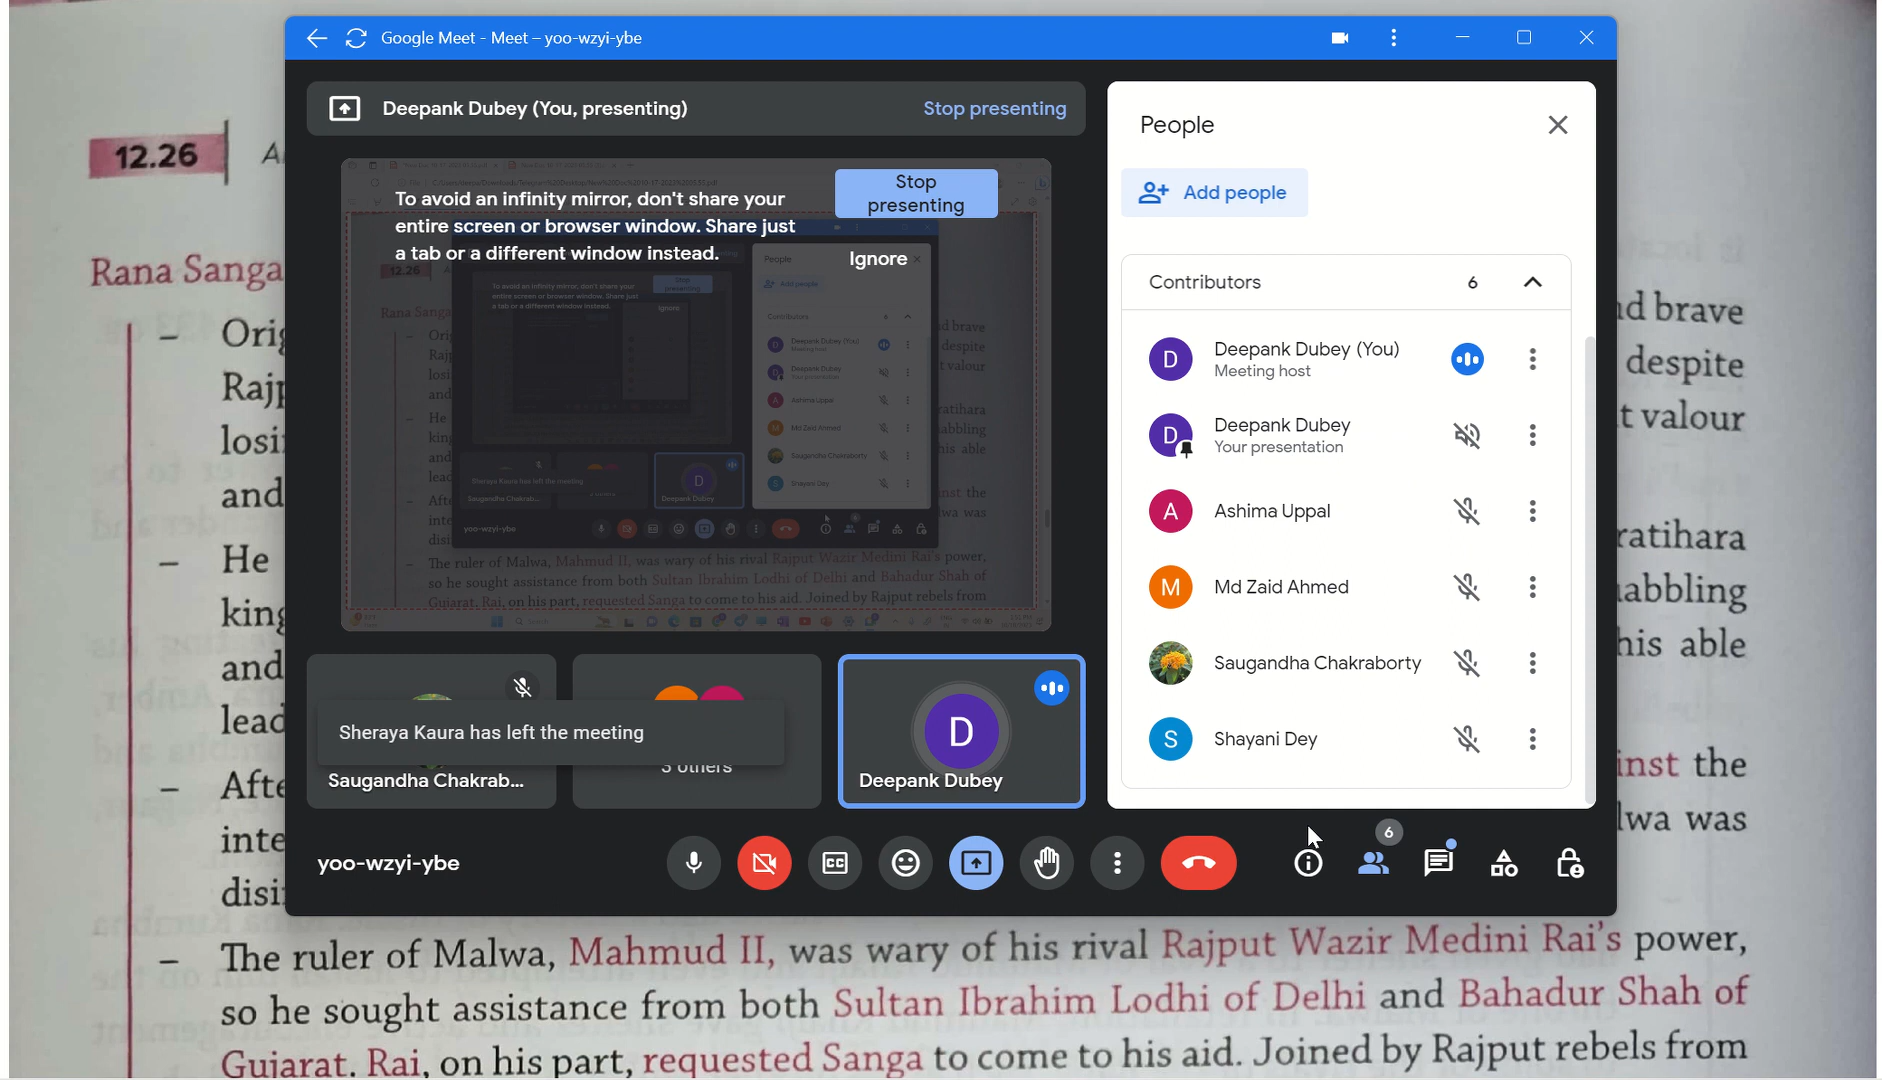 Google Meet - Meet – yoo-wzyi-ybe
Deepank Dubey (You, presenting)
Stop presenting
To avoid an infinity mirror, don't share your
entire screen or browser window. Share just
a tab or a different window instead.
Stop
presenting
Ignore
Sheraya Kaura has left the meeting
Saugandha Chakrab...
3 others
D
Deepank Dubey
People
Add people
Contributors 6
D Deepank Dubey (You)
Meeting host
D Deepank Dubey
Your presentation
A Ashima Uppal
M Md Zaid Ahmed
Saugandha Chakraborty
S Shayani Dey
yoo-wzyi-ybe
CC
6
12.26
Rana Sanga
– Orig
nd brave
Rajp
despite
losi
t valour
and
– He
ratihara
king
abbling
and
his able
lead
– Afte
inst the
inte
lwa was
disi
– The ruler of Malwa, Mahmud II, was wary of his rival Rajput Wazir Medini Rai's power,
so he sought assistance from both Sultan Ibrahim Lodhi of Delhi and Bahadur Shah of
Gujarat. Rai, on his part, requested Sanga to come to his aid. Joined by Rajput rebels from